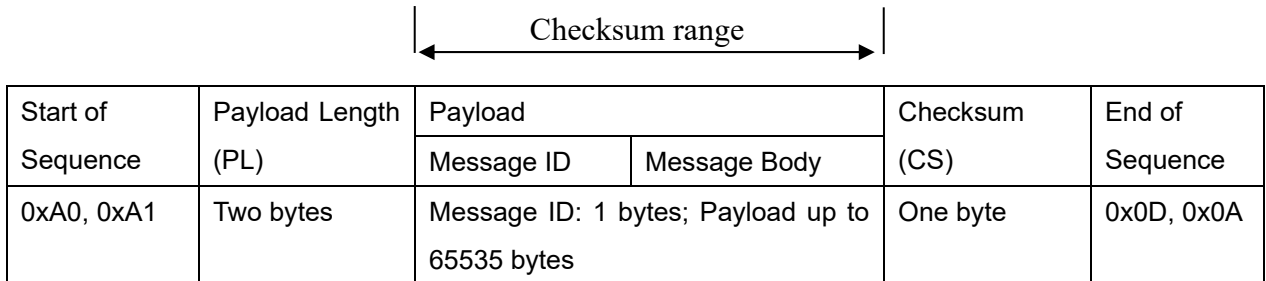 Checksum range
Start of Sequence
Payload Length (PL)
Payload
Message ID
Message Body
Checksum (CS)
End of Sequence
0xA0, 0xA1
Two bytes
Message ID: 1 bytes; Payload up to
65535 bytes
One byte
0x0D, 0x0A